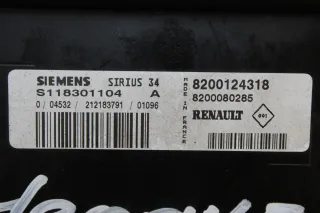 SIEMENS SIRIUS 34
S118301104 A
0 / 04532 / 212183791 / 01096
MADE IN FRANCE
8200124318
8200080285
RENAULT